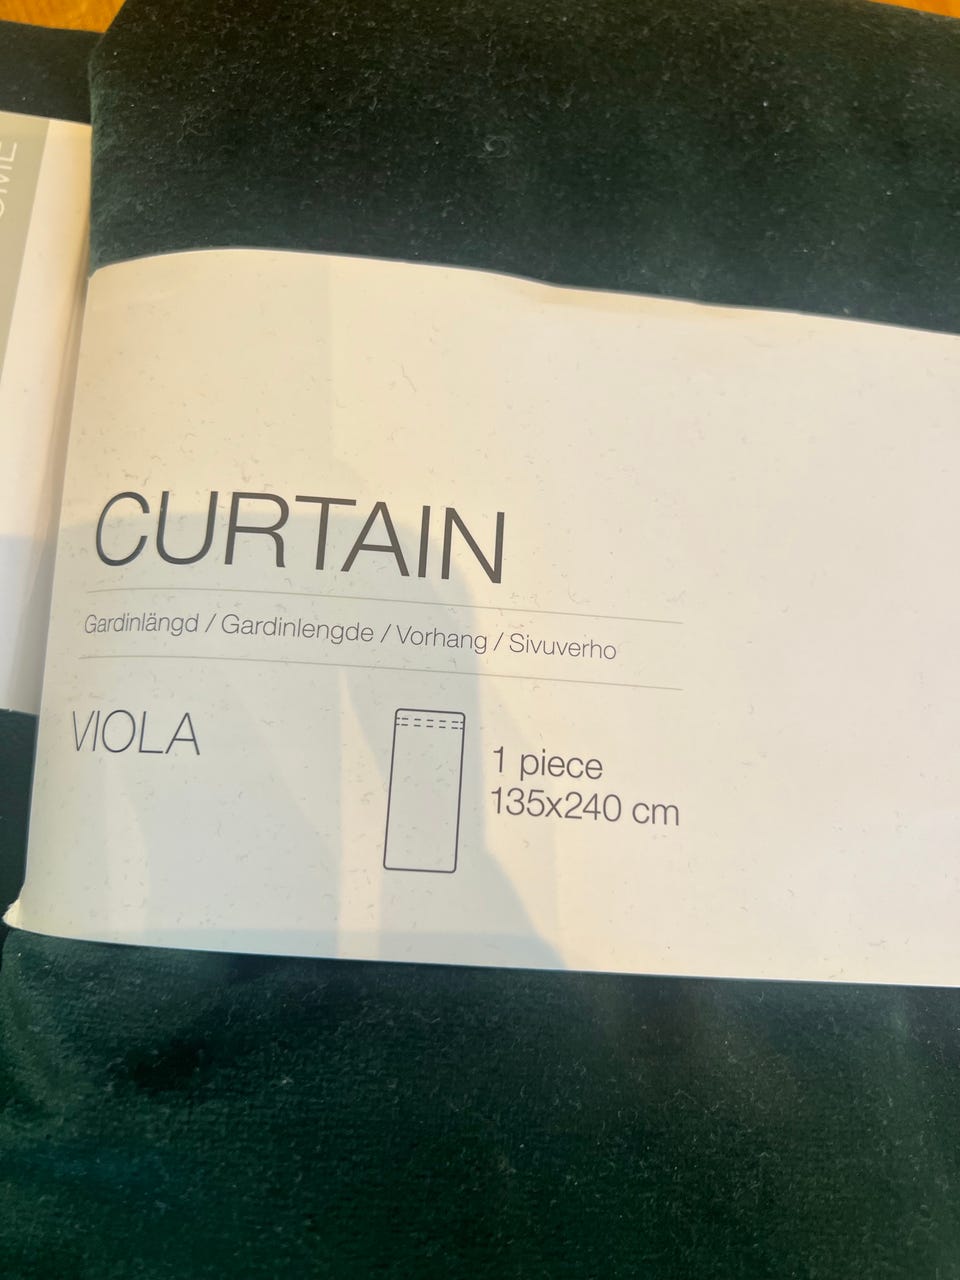 CURTAIN
Gardinlängd / Gardinlengde / Vorhang / Sivuverho
VIOLA
1 piece
135x240 cm